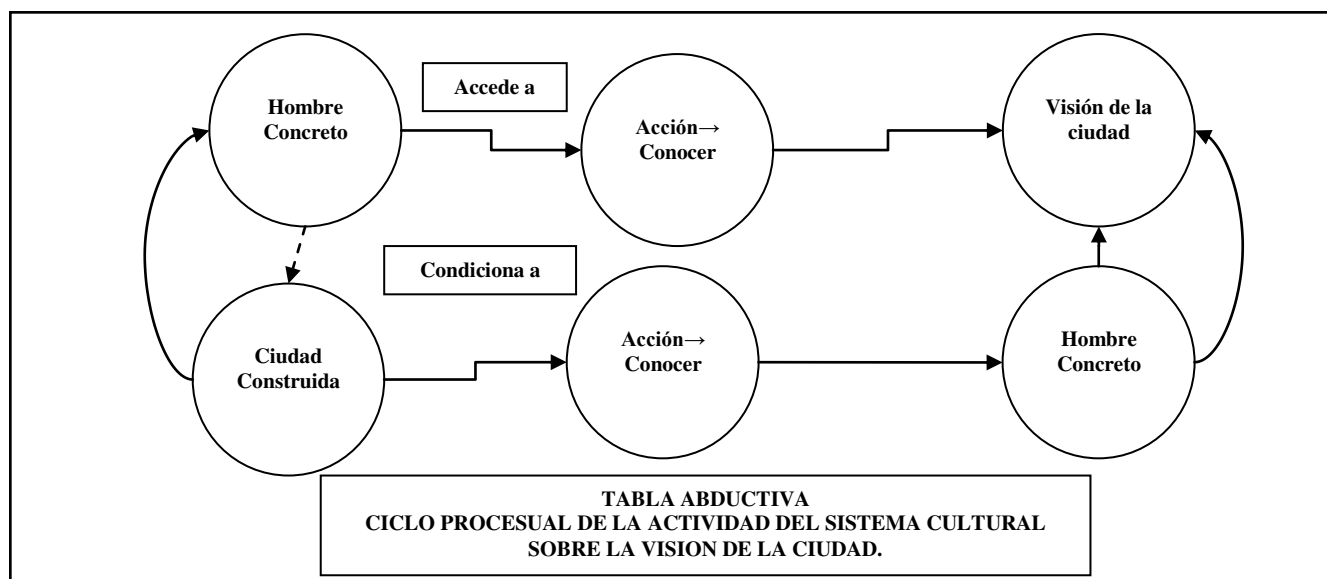 Hombre
Concreto
Accede a
Acción→
Conocer
Visión de la
ciudad
Condiciona a
Ciudad
Construida
Acción→
Conocer
Hombre
Concreto
TABLA ABDUCTIVA
CICLO PROCESUAL DE LA ACTIVIDAD DEL SISTEMA CULTURAL
SOBRE LA VISION DE LA CIUDAD.